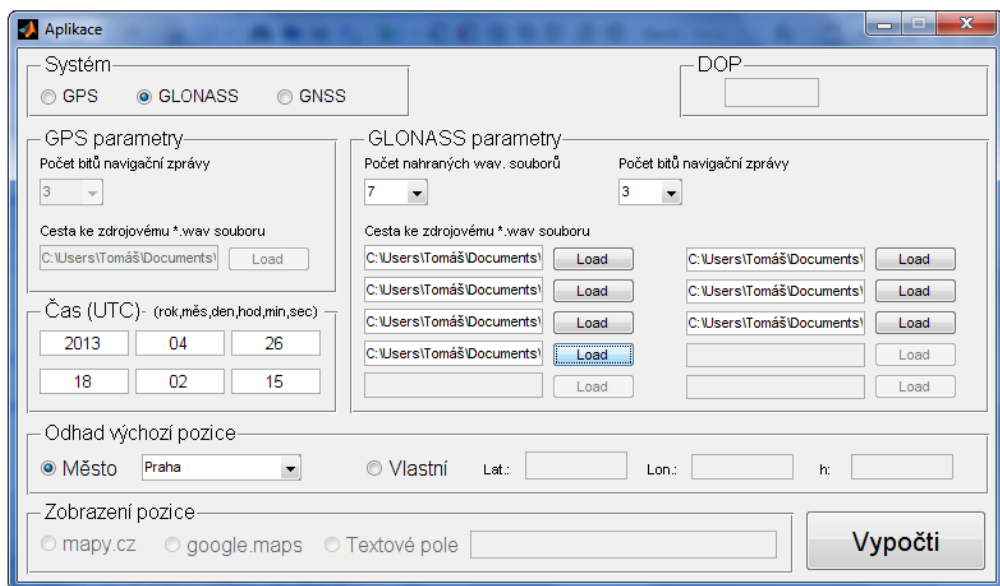 Aplikace
Systém
GPS GLONASS GNSS
DOP
GPS parametry
Počet bitů navigační zprávy
3
Cesta ke zdrojovému *.wav souboru
C:\Users\Tomáš\Documents\ Load
GLONASS parametry
Počet nahraných wav. souborů Počet bitů navigační zprávy
7 3
Cesta ke zdrojovému *.wav souboru
C:\Users\Tomáš\Documents\ Load C:\Users\Tomáš\Documents\ Load
C:\Users\Tomáš\Documents\ Load C:\Users\Tomáš\Documents\ Load
C:\Users\Tomáš\Documents\ Load C:\Users\Tomáš\Documents\ Load
C:\Users\Tomáš\Documents\ Load Load
Load Load
Čas (UTC)- (rok,měs,den,hod,min,sec)
2013 04 26
18 02 15
Odhad výchozí pozice
Město Praha Vlastní Lat.: Lon.: h:
Zobrazení pozice
mapy.cz google.maps Textové pole
Vypočti